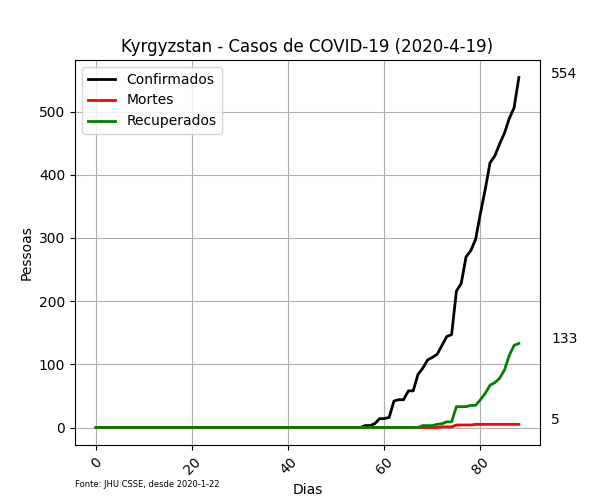 Kyrgyzstan - Casos de COVID-19 (2020-4-19)
Confirmados
Mortes
Recuperados
554
133
5
500
400
300
200
100
0
Pessoas
0 20 40 60 80
Dias
Fonte: JHU CSSE, desde 2020-1-22